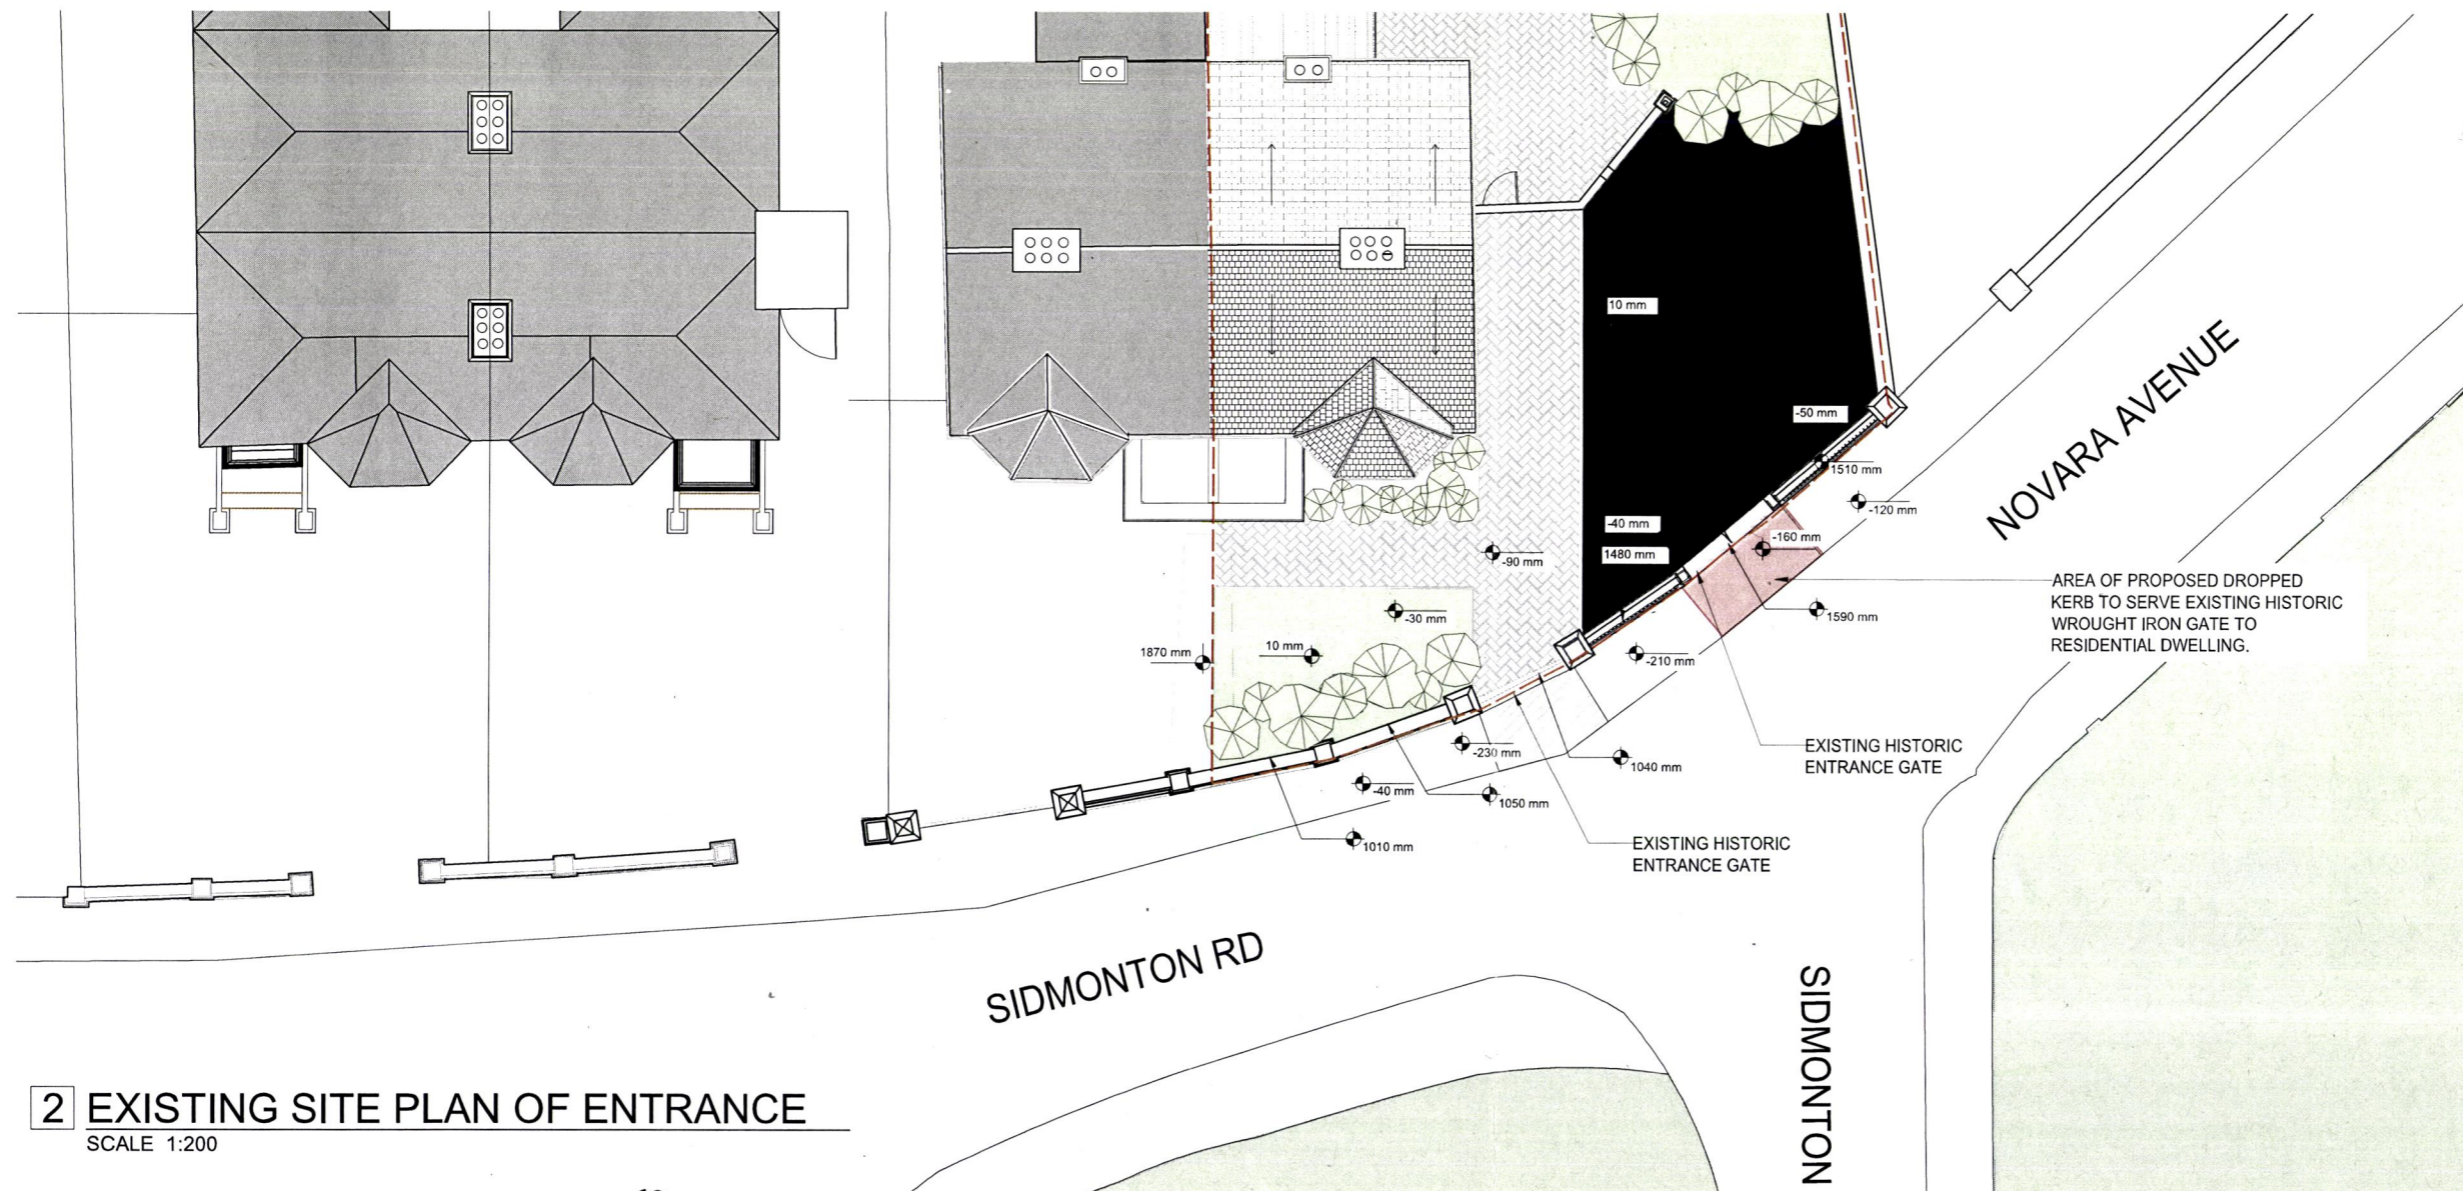 10 mm
-50 mm
1510 mm
-120 mm
-40 mm
1480 mm
-160 mm
-90 mm
NOVARA AVENUE
AREA OF PROPOSED DROPPED
KERB TO SERVE EXISTING HISTORIC
WROUGHT IRON GATE TO
RESIDENTIAL DWELLING.
-30 mm
1590 mm
1870 mm
10 mm
-210 mm
-230 mm
1040 mm
EXISTING HISTORIC
ENTRANCE GATE
-40 mm
1050 mm
1010 mm
EXISTING HISTORIC
ENTRANCE GATE
SIDMONTON RD
SIDMONTON
2 EXISTING SITE PLAN OF ENTRANCE
SCALE 1:200